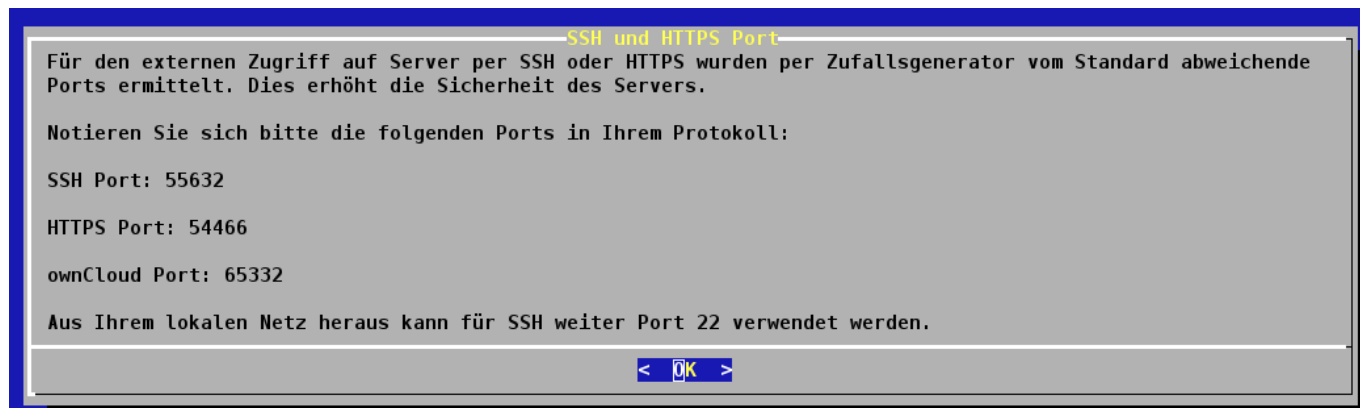 SSH und HTTPS Port
Für den externen Zugriff auf Server per SSH oder HTTPS wurden per Zufallsgenerator vom Standard abweichende
Ports ermittelt. Dies erhöht die Sicherheit des Servers.
Notieren Sie sich bitte die folgenden Ports in Ihrem Protokoll:
SSH Port: 55632
HTTPS Port: 54466
ownCloud Port: 65332
Aus Ihrem lokalen Netz heraus kann für SSH weiter Port 22 verwendet werden.
< OK >